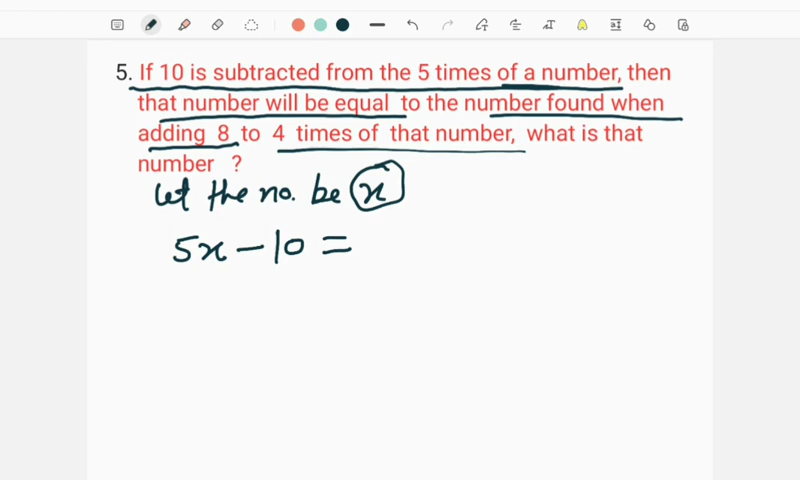 5. If 10 is subtracted from the 5 times of a number, then
that number will be equal to the number found when
adding 8 to 4 times of that number, what is that
number ?
Let the no. be x
5x - 10 =